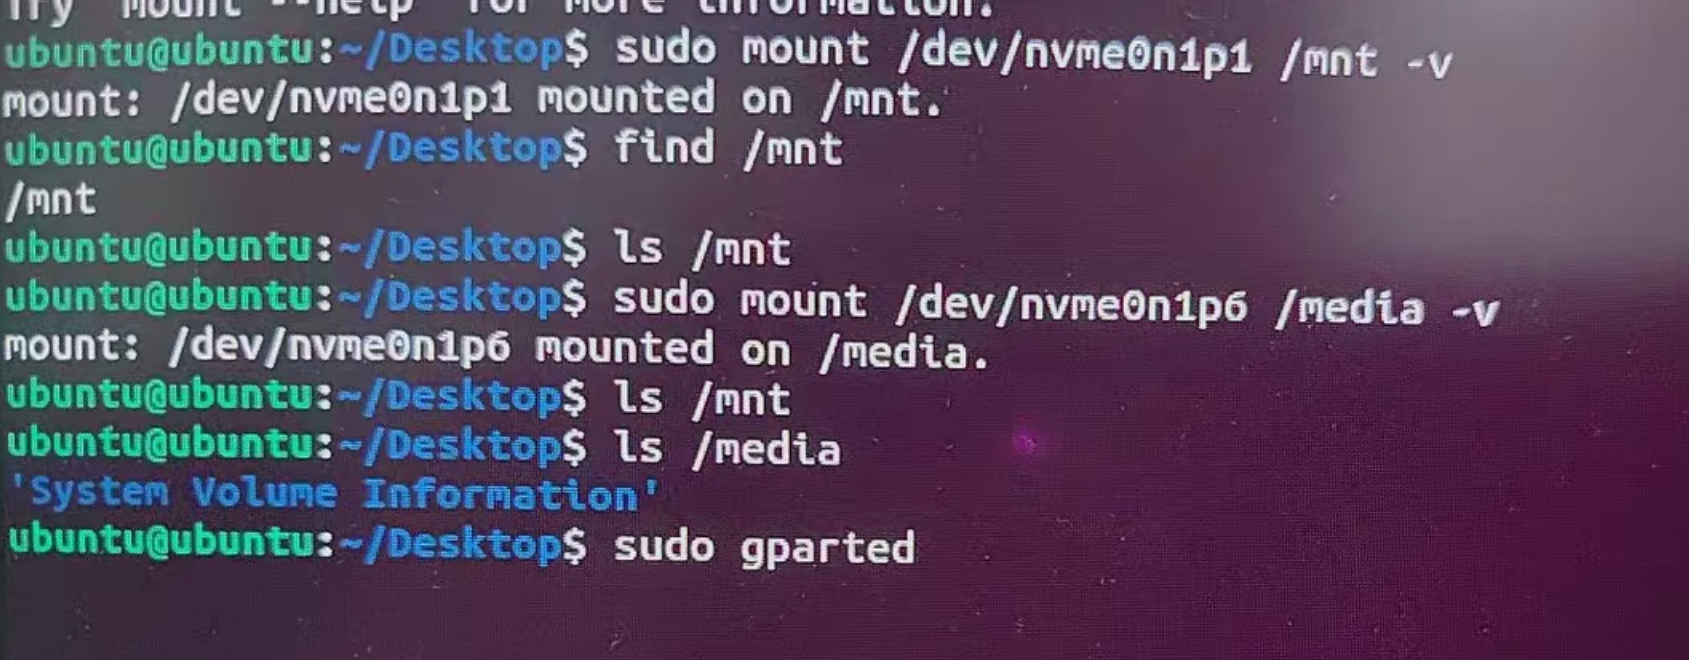 Try 'mount --help' for more information.
ubuntu@ubuntu:~/Desktop$ sudo mount /dev/nvme0n1p1 /mnt -v
mount: /dev/nvme0n1p1 mounted on /mnt.
ubuntu@ubuntu:~/Desktop$ find /mnt
/mnt
ubuntu@ubuntu:~/Desktop$ ls /mnt
ubuntu@ubuntu:~/Desktop$ sudo mount /dev/nvme0n1p6 /media -v
mount: /dev/nvme0n1p6 mounted on /media.
ubuntu@ubuntu:~/Desktop$ ls /mnt
ubuntu@ubuntu:~/Desktop$ ls /media
'System Volume Information'
ubuntu@ubuntu:~/Desktop$ sudo gparted